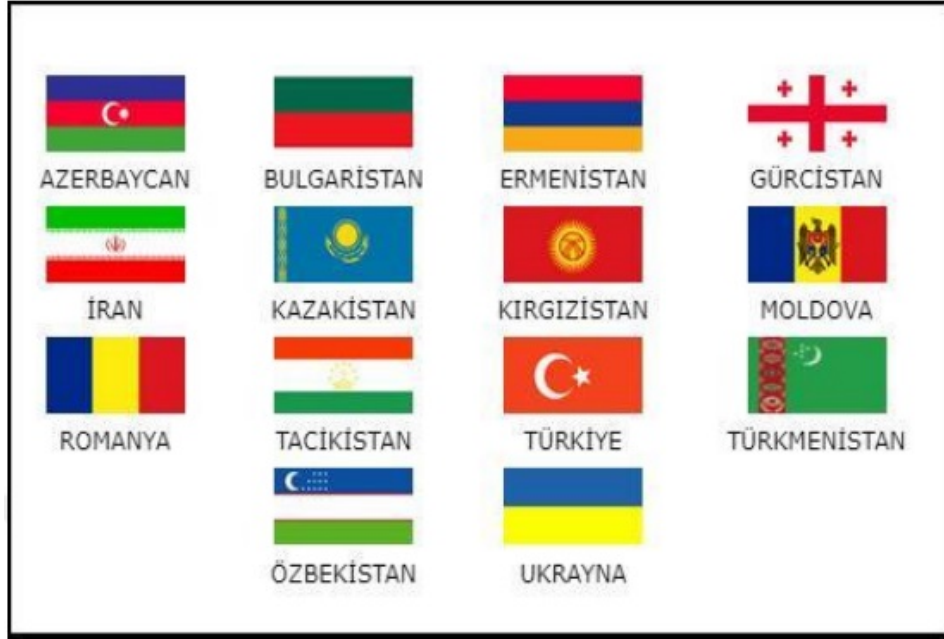 AZERBAYCAN BULGARİSTAN ERMENİSTAN GÜRCİSTAN
İRAN KAZAKİSTAN KIRGIZİSTAN MOLDOVA
ROMANYA TACİKİSTAN TÜRKİYE TÜRKMENİSTAN
ÖZBEKİSTAN UKRAYNA